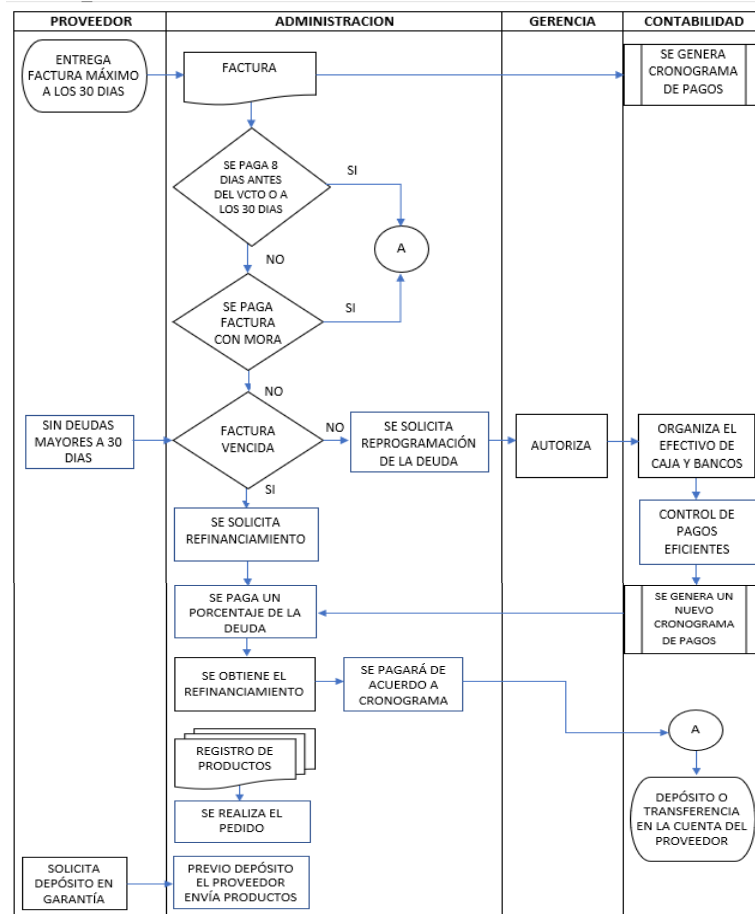 PROVEEDOR
ADMINISTRACION
GERENCIA
CONTABILIDAD
ENTREGA
FACTURA MÁXIMO
A LOS 30 DIAS
FACTURA
SE GENERA
CRONOGRAMA
DE PAGOS
SE PAGA 8
DIAS ANTES
DEL VCTO O A
LOS 30 DIAS
SI
A
NO
SE PAGA
FACTURA
CON MORA
SI
NO
SIN DEUDAS
MAYORES A 30
DIAS
FACTURA
VENCIDA
NO
SE SOLICITA
REPROGRAMACIÓN
DE LA DEUDA
AUTORIZA
ORGANIZA EL
EFECTIVO DE
CAJA Y BANCOS
SI
SE SOLICITA
REFINANCIAMIENTO
CONTROL DE
PAGOS
EFICIENTES
SE PAGA UN
PORCENTAJE DE LA
DEUDA
SE GENERA UN
NUEVO
CRONOGRAMA
DE PAGOS
SE OBTIENE EL
REFINANCIAMIENTO
SE PAGARÁ DE
ACUERDO A
CRONOGRAMA
A
REGISTRO DE
PRODUCTOS
SE REALIZA EL
PEDIDO
DEPÓSITO O
TRANSFERENCIA
EN LA CUENTA DEL
PROVEEDOR
SOLICITA
DEPÓSITO EN
GARANTÍA
PREVIO DEPÓSITO
EL PROVEEDOR
ENVÍA PRODUCTOS